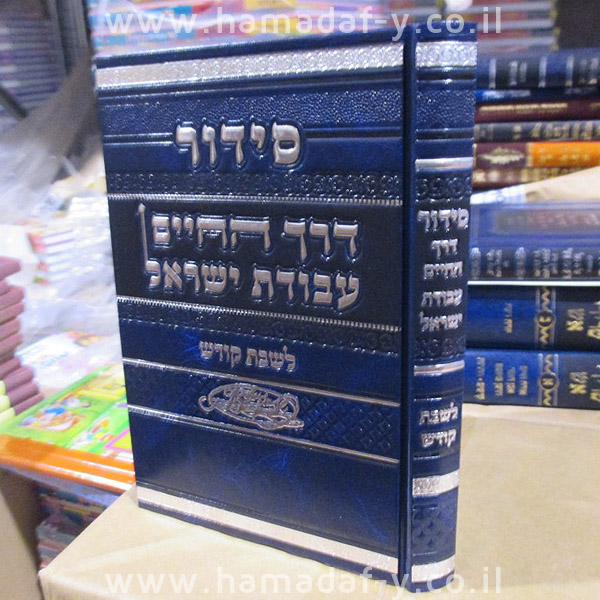 www.hamadaf-y.co.il
סידור
דרך החיים
עבודת ישראל
לשבת קודש
סידור
דרך
החיים
עבודת
ישראל
לשבת
קודש
www.hamadaf-y.co.il